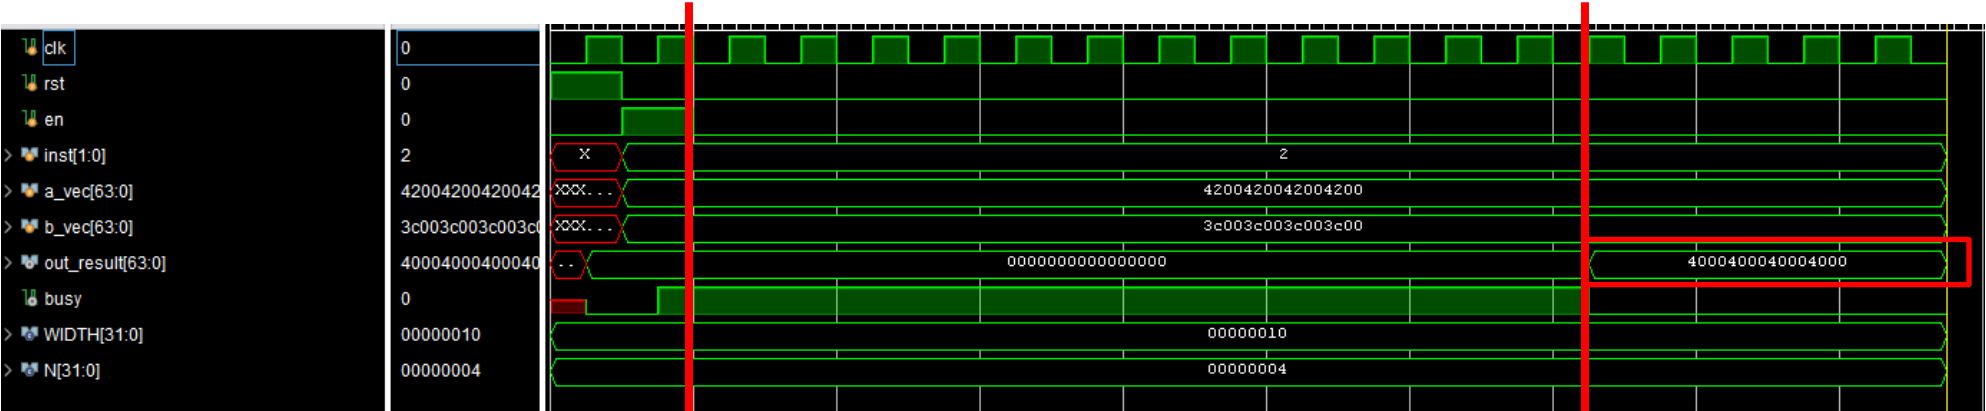 clk 0
rst 0
en 0
inst[1:0] 2 X 2
a_vec[63:0] 42004200420042 XXX... 4200420042004200
b_vec[63:0] 3c003c003c003c0 XXX... 3c003c003c003c00
out_result[63:0] 40004000400040 .. 0000000000000000 4000400040004000
busy 0
WIDTH[31:0] 00000010 00000010
N[31:0] 00000004 00000004